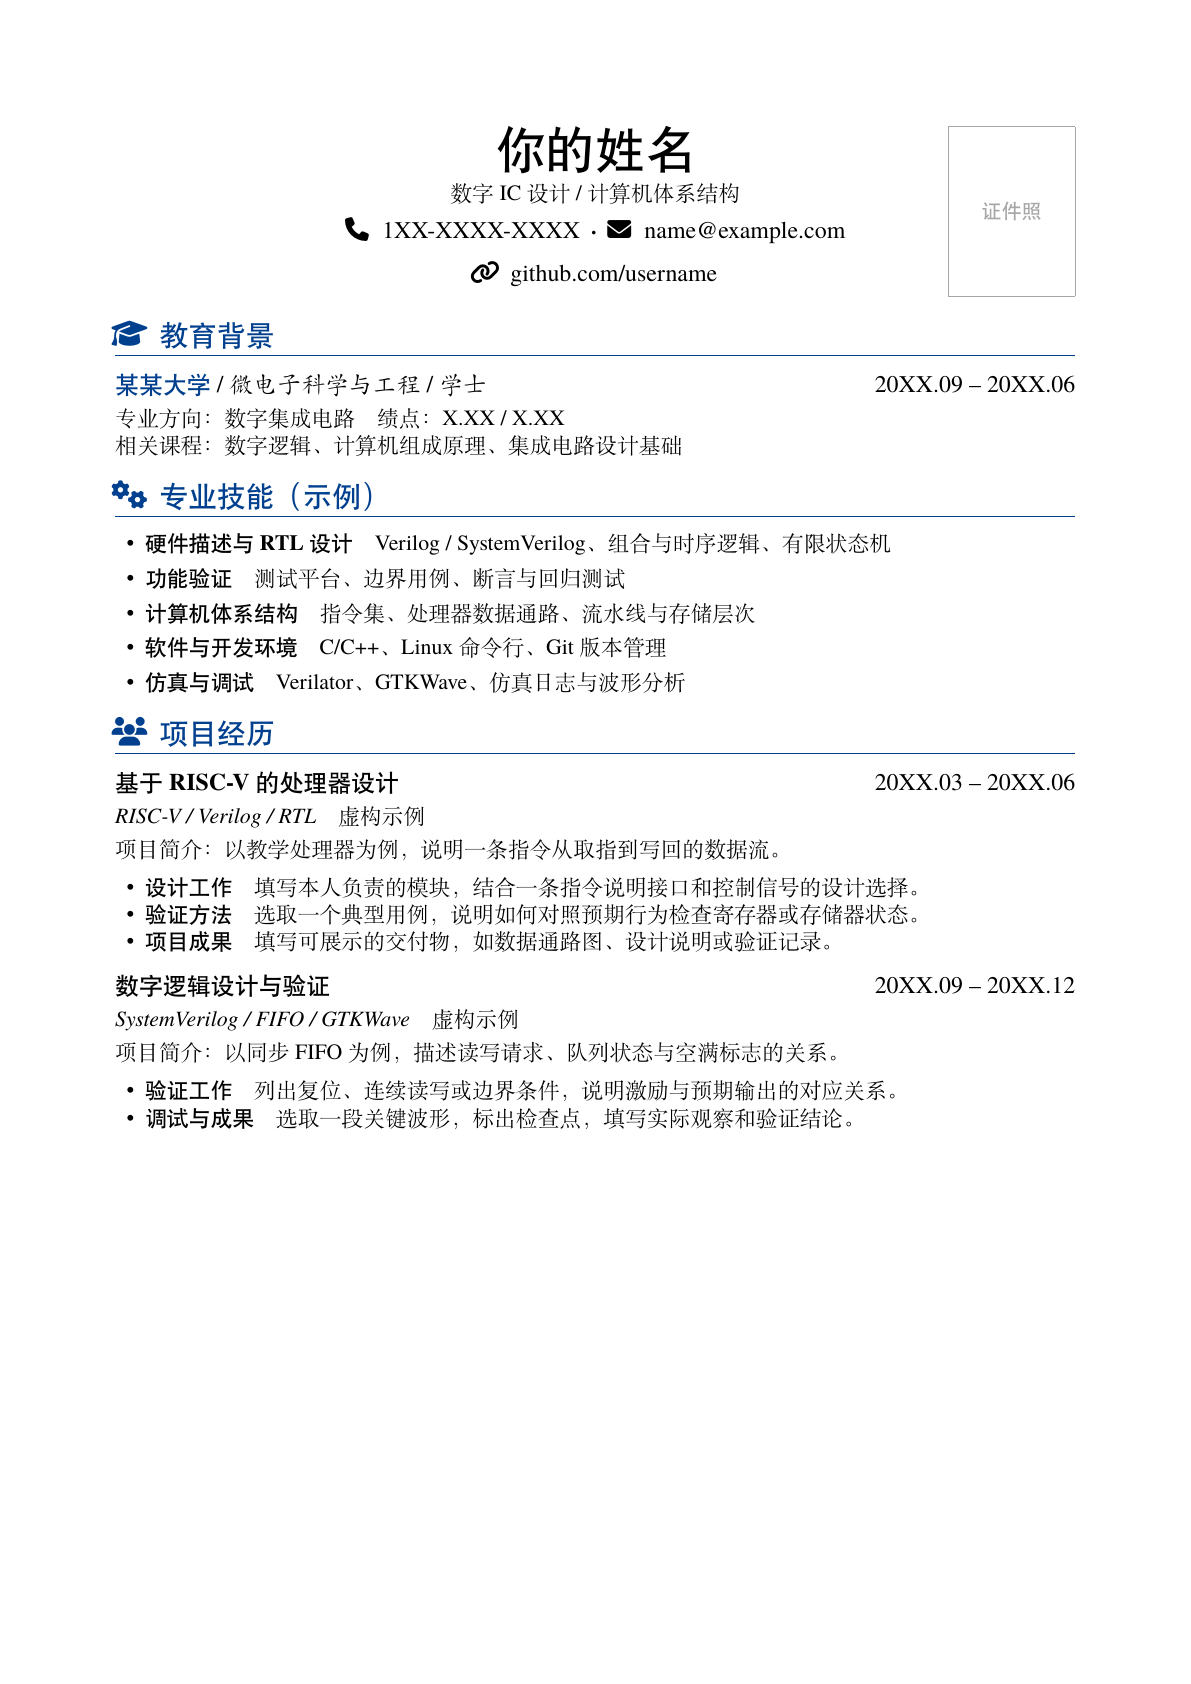 你的姓名
数字 IC 设计 / 计算机体系结构
1XX-XXXX-XXXX · name@example.com
github.com/username
证件照
教育背景
某某大学 / 微电子科学与工程 / 学士 20XX.09 – 20XX.06
专业方向：数字集成电路 绩点：X.XX / X.XX
相关课程：数字逻辑、计算机组成原理、集成电路设计基础
专业技能（示例）
• 硬件描述与 RTL 设计 Verilog / SystemVerilog、组合与时序逻辑、有限状态机
• 功能验证 测试平台、边界用例、断言与回归测试
• 计算机体系结构 指令集、处理器数据通路、流水线与存储层次
• 软件与开发环境 C/C++、Linux 命令行、Git 版本管理
• 仿真与调试 Verilator、GTKWave、仿真日志与波形分析
项目经历
基于 RISC-V 的处理器设计 20XX.03 – 20XX.06
RISC-V / Verilog / RTL 虚构示例
项目简介：以教学处理器为例，说明一条指令从取指到写回的数据流。
• 设计工作 填写本人负责的模块，结合一条指令说明接口和控制信号的设计选择。
• 验证方法 选取一个典型用例，说明如何对照预期行为检查寄存器或存储器状态。
• 项目成果 填写可展示的交付物，如数据通路图、设计说明或验证记录。
数字逻辑设计与验证 20XX.09 – 20XX.12
SystemVerilog / FIFO / GTKWave 虚构示例
项目简介：以同步 FIFO 为例，描述读写请求、队列状态与空满标志的关系。
• 验证工作 列出复位、连续读写或边界条件，说明激励与预期输出的对应关系。
• 调试与成果 选取一段关键波形，标出检查点，填写实际观察和验证结论。